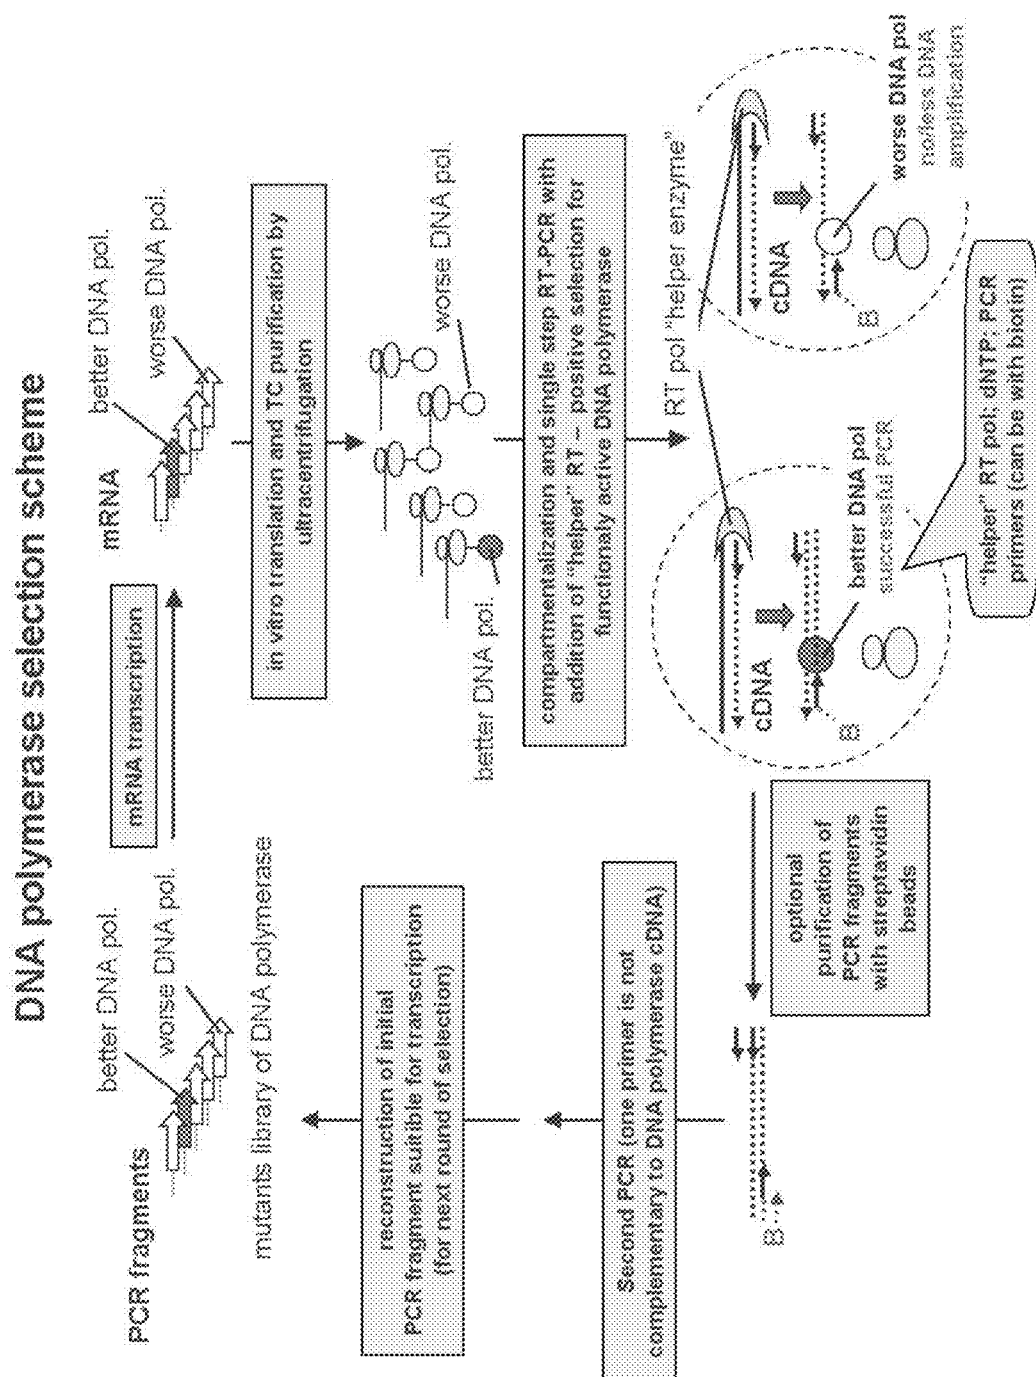 DNA polymerase selection scheme
better DNA pol.
worse DNA pol.
PCR fragments
mutants library of DNA polymerase
mRNA transcription
better DNA pol.
worse DNA pol.
mRNA
in vitro translation and TC purification by
ultracentrifugation
better DNA pol.
worse DNA pol.
compartmentalization and single step RT-PCR with
addition of "helper" RT – positive selection for
functionaly active DNA polymerase
RT pol "helper enzyme"
cDNA
B
better DNA pol
successful PCR
cDNA
B
worse DNA pol
no/less DNA
amplification
"helper" RT pol; dNTP; PCR
primers (can be with biotin)
optional
purification of
PCR fragments
with streptavidin
beads
B
Second PCR (one primer is not
complementary to DNA polymerase cDNA)
reconstruction of initial
PCR fragment suitible for transcription
(for next round of selection)